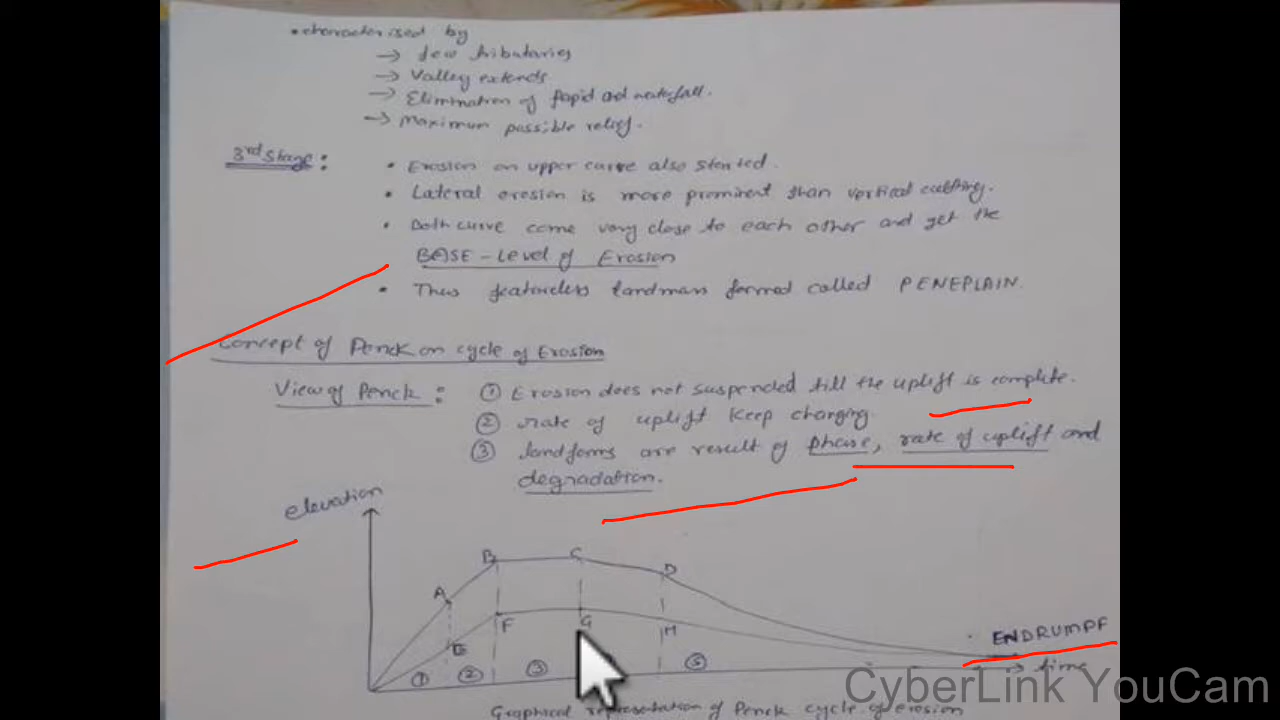 • characterised by
→ few tributaries
→ Valley extends
→ Elimination of Rapid and waterfall.
→ Maximum possible relief.
3rd Stage : • Erosion on upper curve also started.
• Lateral erosion is more prominent than vertical cutting.
• Both curve come very close to each other and get the
BASE - Level of Erosion
• Thus featureless landmass formed called PENEPLAIN.
Concept of Penck on cycle of Erosion
View of Penck : ① Erosion does not suspended till the uplift is complete.
② rate of uplift keep changing
③ landforms are result of phase, rate of uplift and
degradation.
elevation
B C
A D
F G H
E
ENDRUMPF
① ② ③ ⑤
→ time
Graphical representation of Penck cycle of erosion
CyberLink YouCam